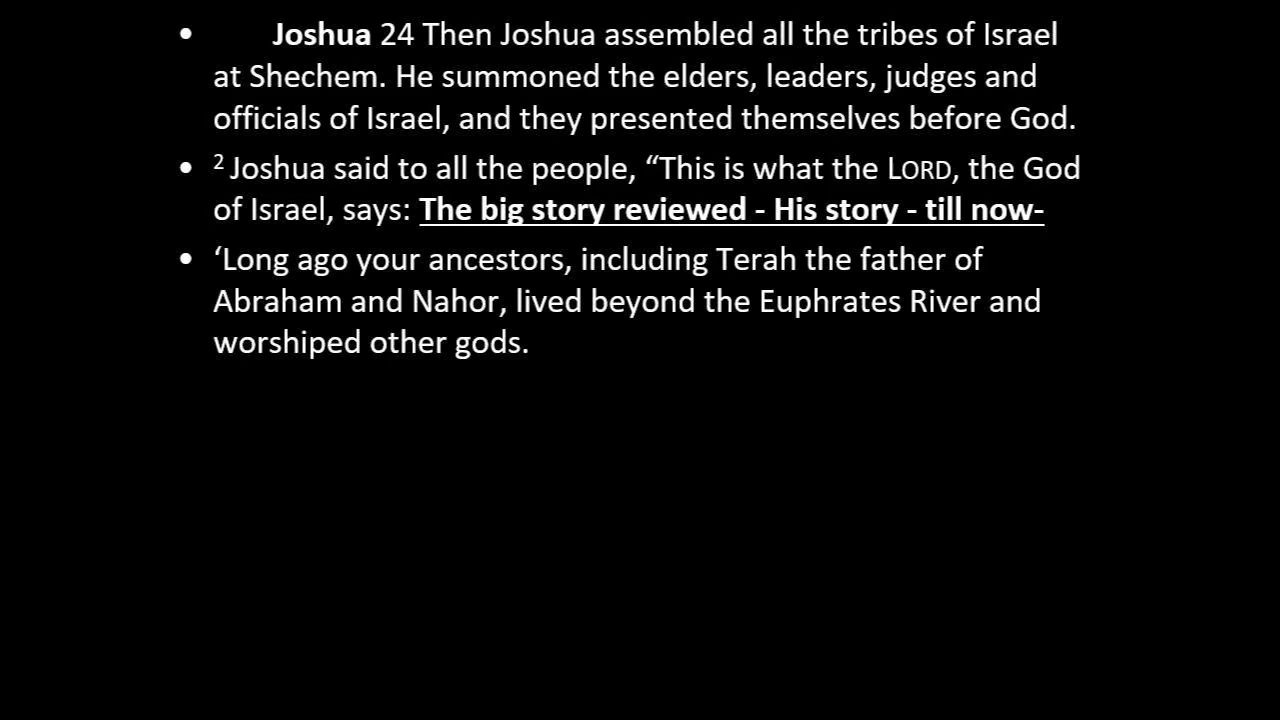 • Joshua 24 Then Joshua assembled all the tribes of Israel
at Shechem. He summoned the elders, leaders, judges and
officials of Israel, and they presented themselves before God.
• 2 Joshua said to all the people, “This is what the LORD, the God
of Israel, says: The big story reviewed - His story - till now-
• ‘Long ago your ancestors, including Terah the father of
Abraham and Nahor, lived beyond the Euphrates River and
worshiped other gods.